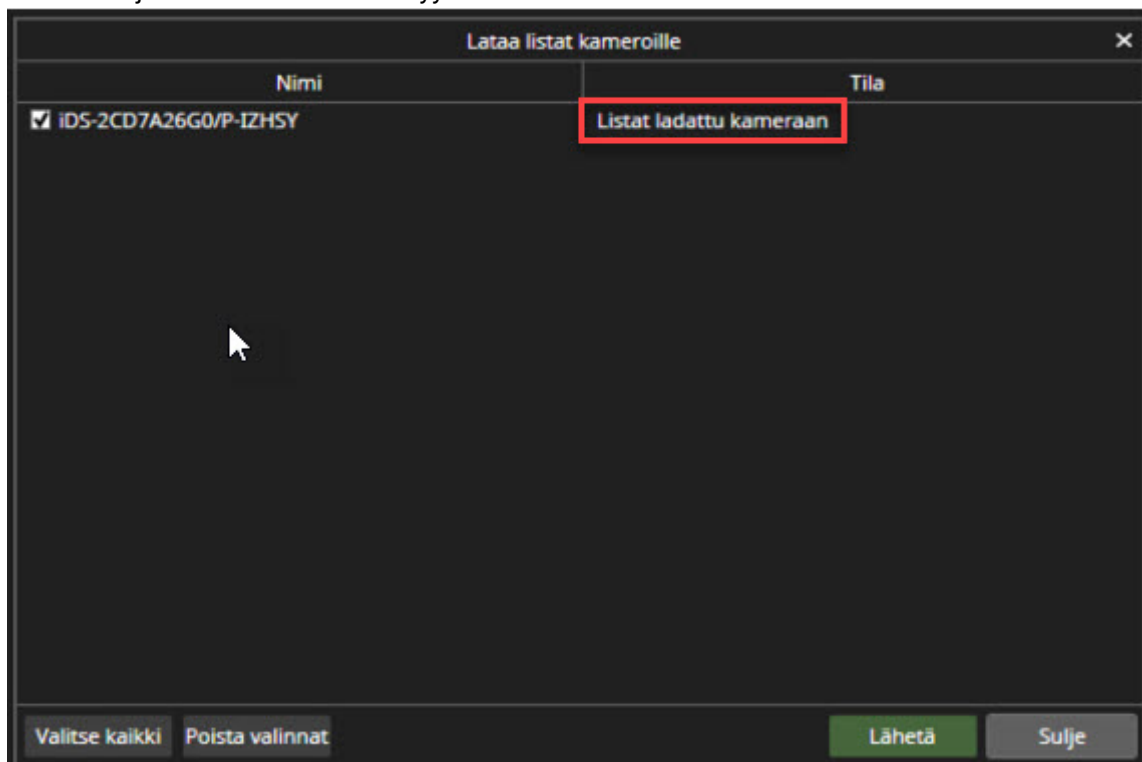 Lataa listat kameroille
Nimi Tila
iDS-2CD7A26G0/P-IZHSY Listat ladattu kameraan
Valitse kaikki Poista valinnat Lähetä Sulje